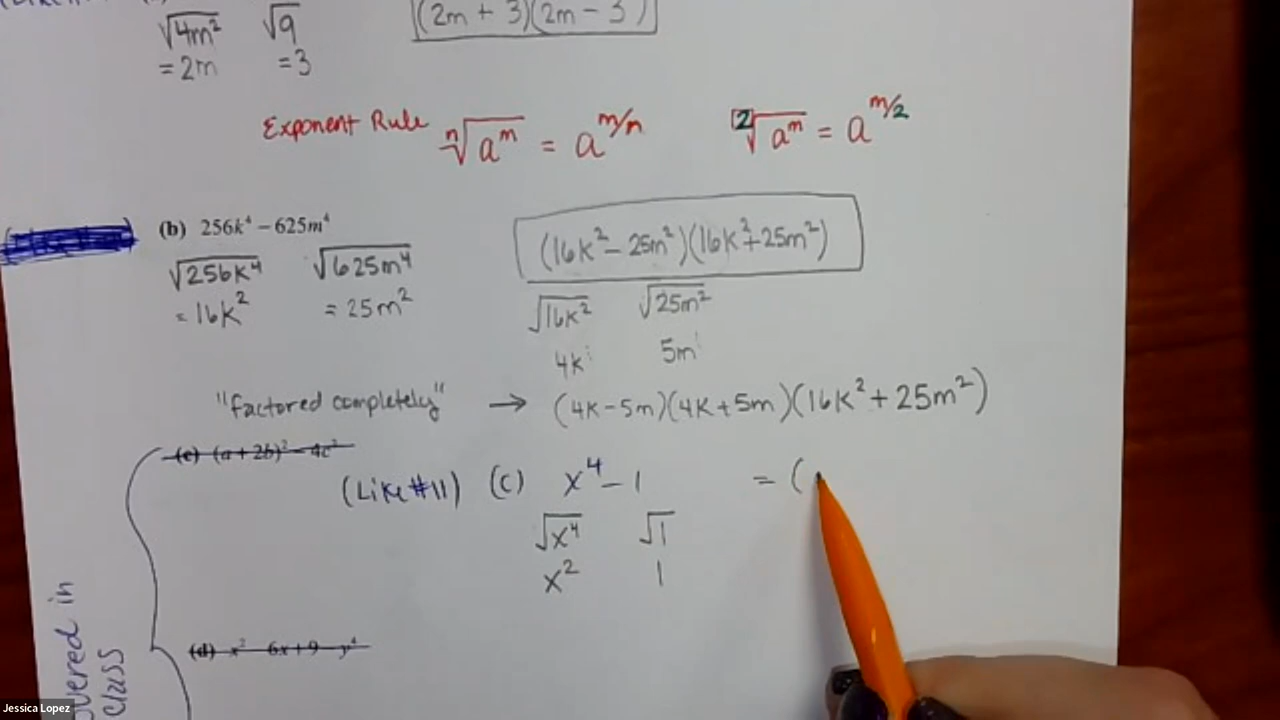 (2m + 3)(2m - 3)
√4m² √9
= 2m = 3
Exponent Rule ⁿ√aᵐ = a^(m/n) ²√aᵐ = a^(m/2)
(b) 256k⁴ – 625m⁴
(16k² - 25m²)(16k² + 25m²)
√256k⁴ √625m⁴
= 16k² = 25m²
√16k² √25m²
4k 5m
"factored completely" → (4k - 5m)(4k + 5m)(16k² + 25m²)
(c) (a + 2b)² – 4c²
(Like #11) (c) x⁴ - 1 = (
√x⁴ √1
x² 1
(d) x² 6x + 9 y⁴
in
class
Jessica Lopez